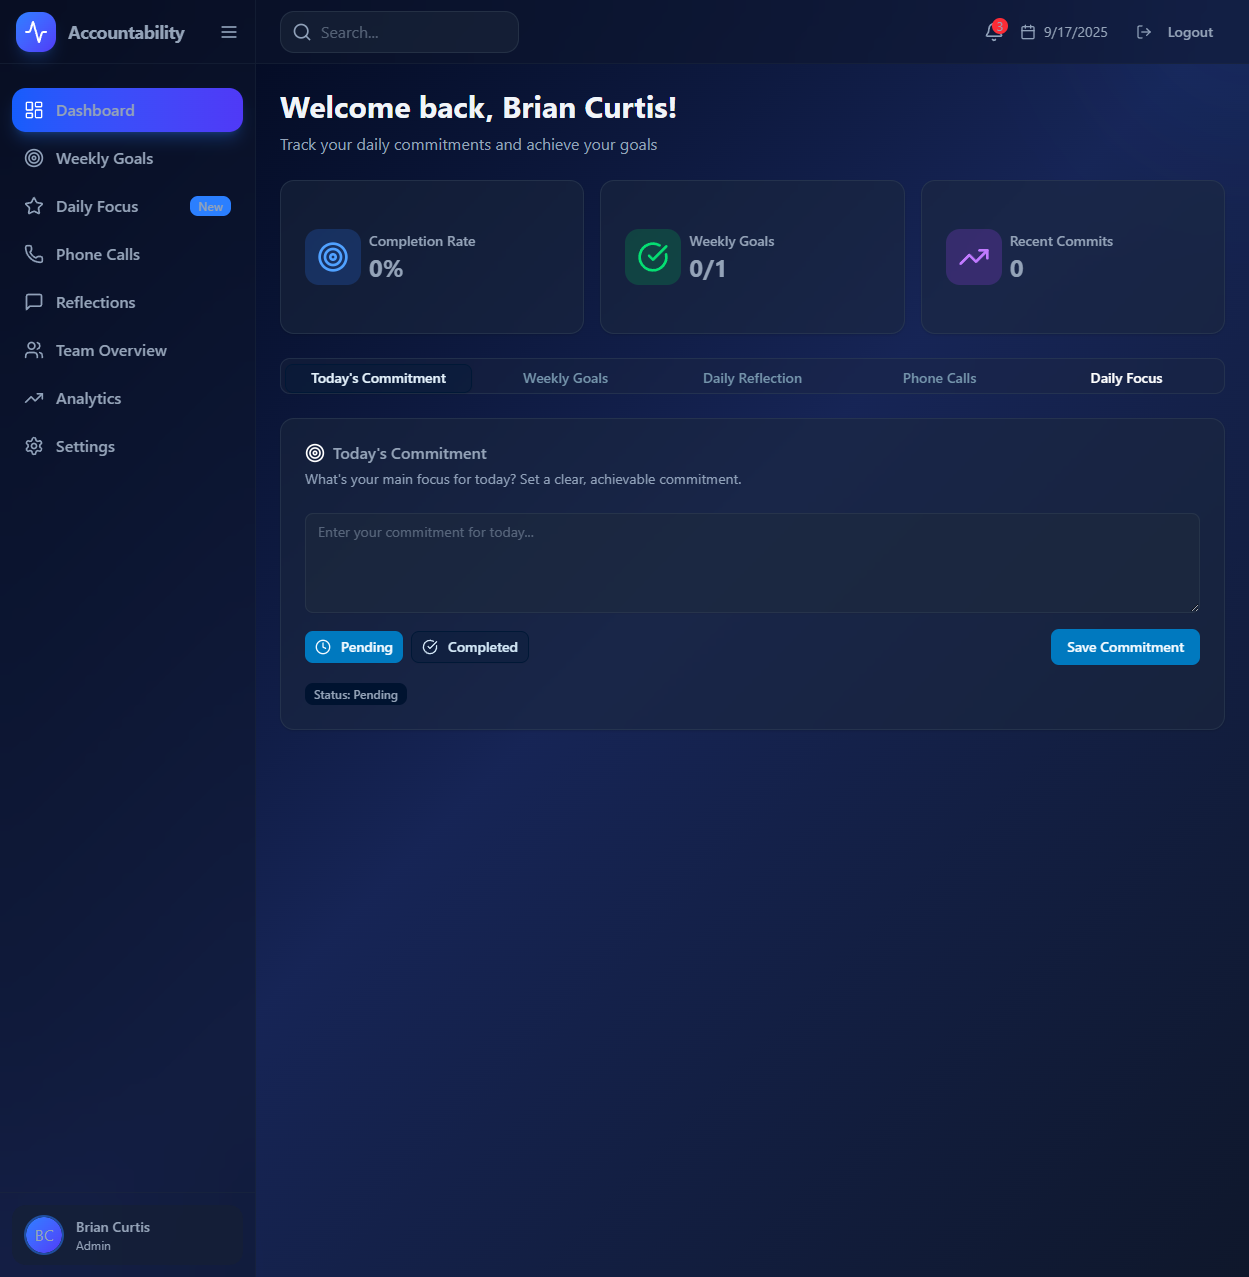 Accountability
Search...
3
9/17/2025
Logout
Dashboard
Weekly Goals
Daily Focus
New
Phone Calls
Reflections
Team Overview
Analytics
Settings
Welcome back, Brian Curtis!
Track your daily commitments and achieve your goals
Completion Rate
0%
Weekly Goals
0/1
Recent Commits
0
Today's Commitment
Weekly Goals
Daily Reflection
Phone Calls
Daily Focus
Today's Commitment
What's your main focus for today? Set a clear, achievable commitment.
Enter your commitment for today...
Pending
Completed
Save Commitment
Status: Pending
BC
Brian Curtis
Admin